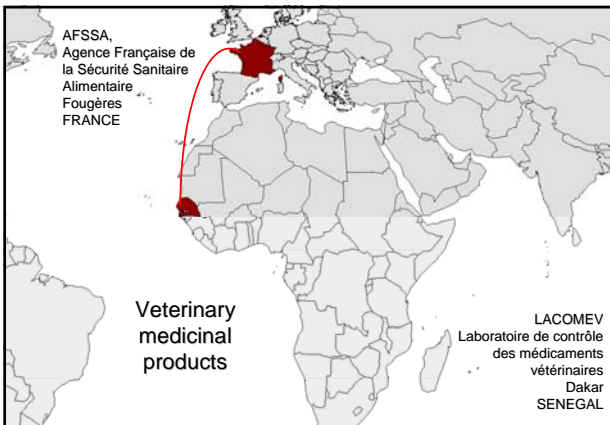 AFSSA,
Agence Française de
la Sécurité Sanitaire
Alimentaire
Fougères
FRANCE
Veterinary
medicinal
products
LACOMEV
Laboratoire de contrôle
des médicaments
vétérinaires
Dakar
SENEGAL